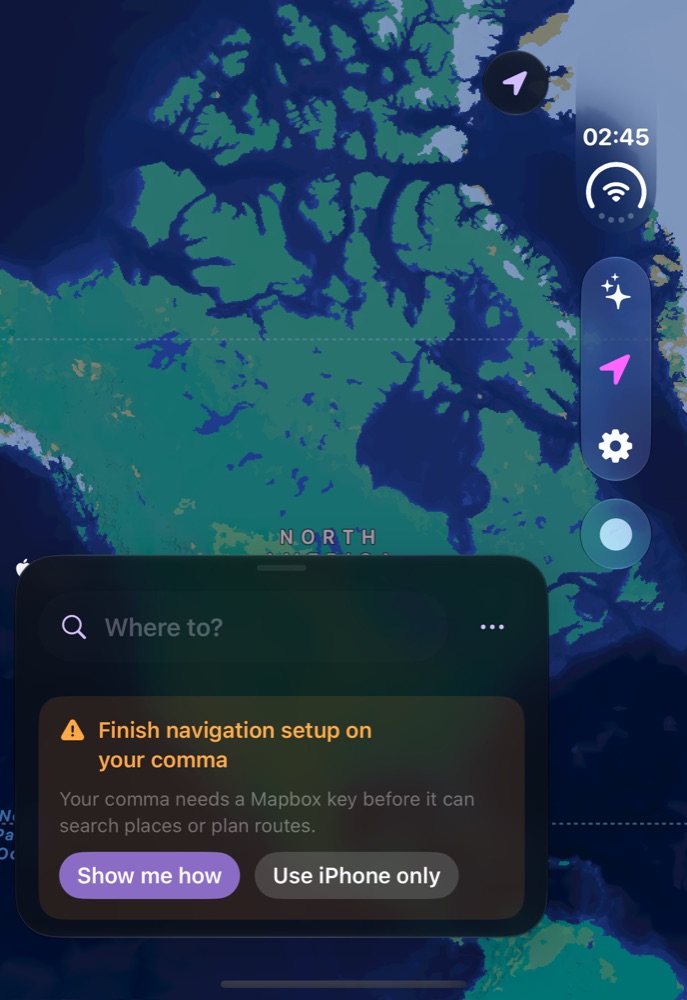 02:45
NORTH
Where to?
Finish navigation setup on
your comma
Your comma needs a Mapbox key before it can
search places or plan routes.
Show me how
Use iPhone only